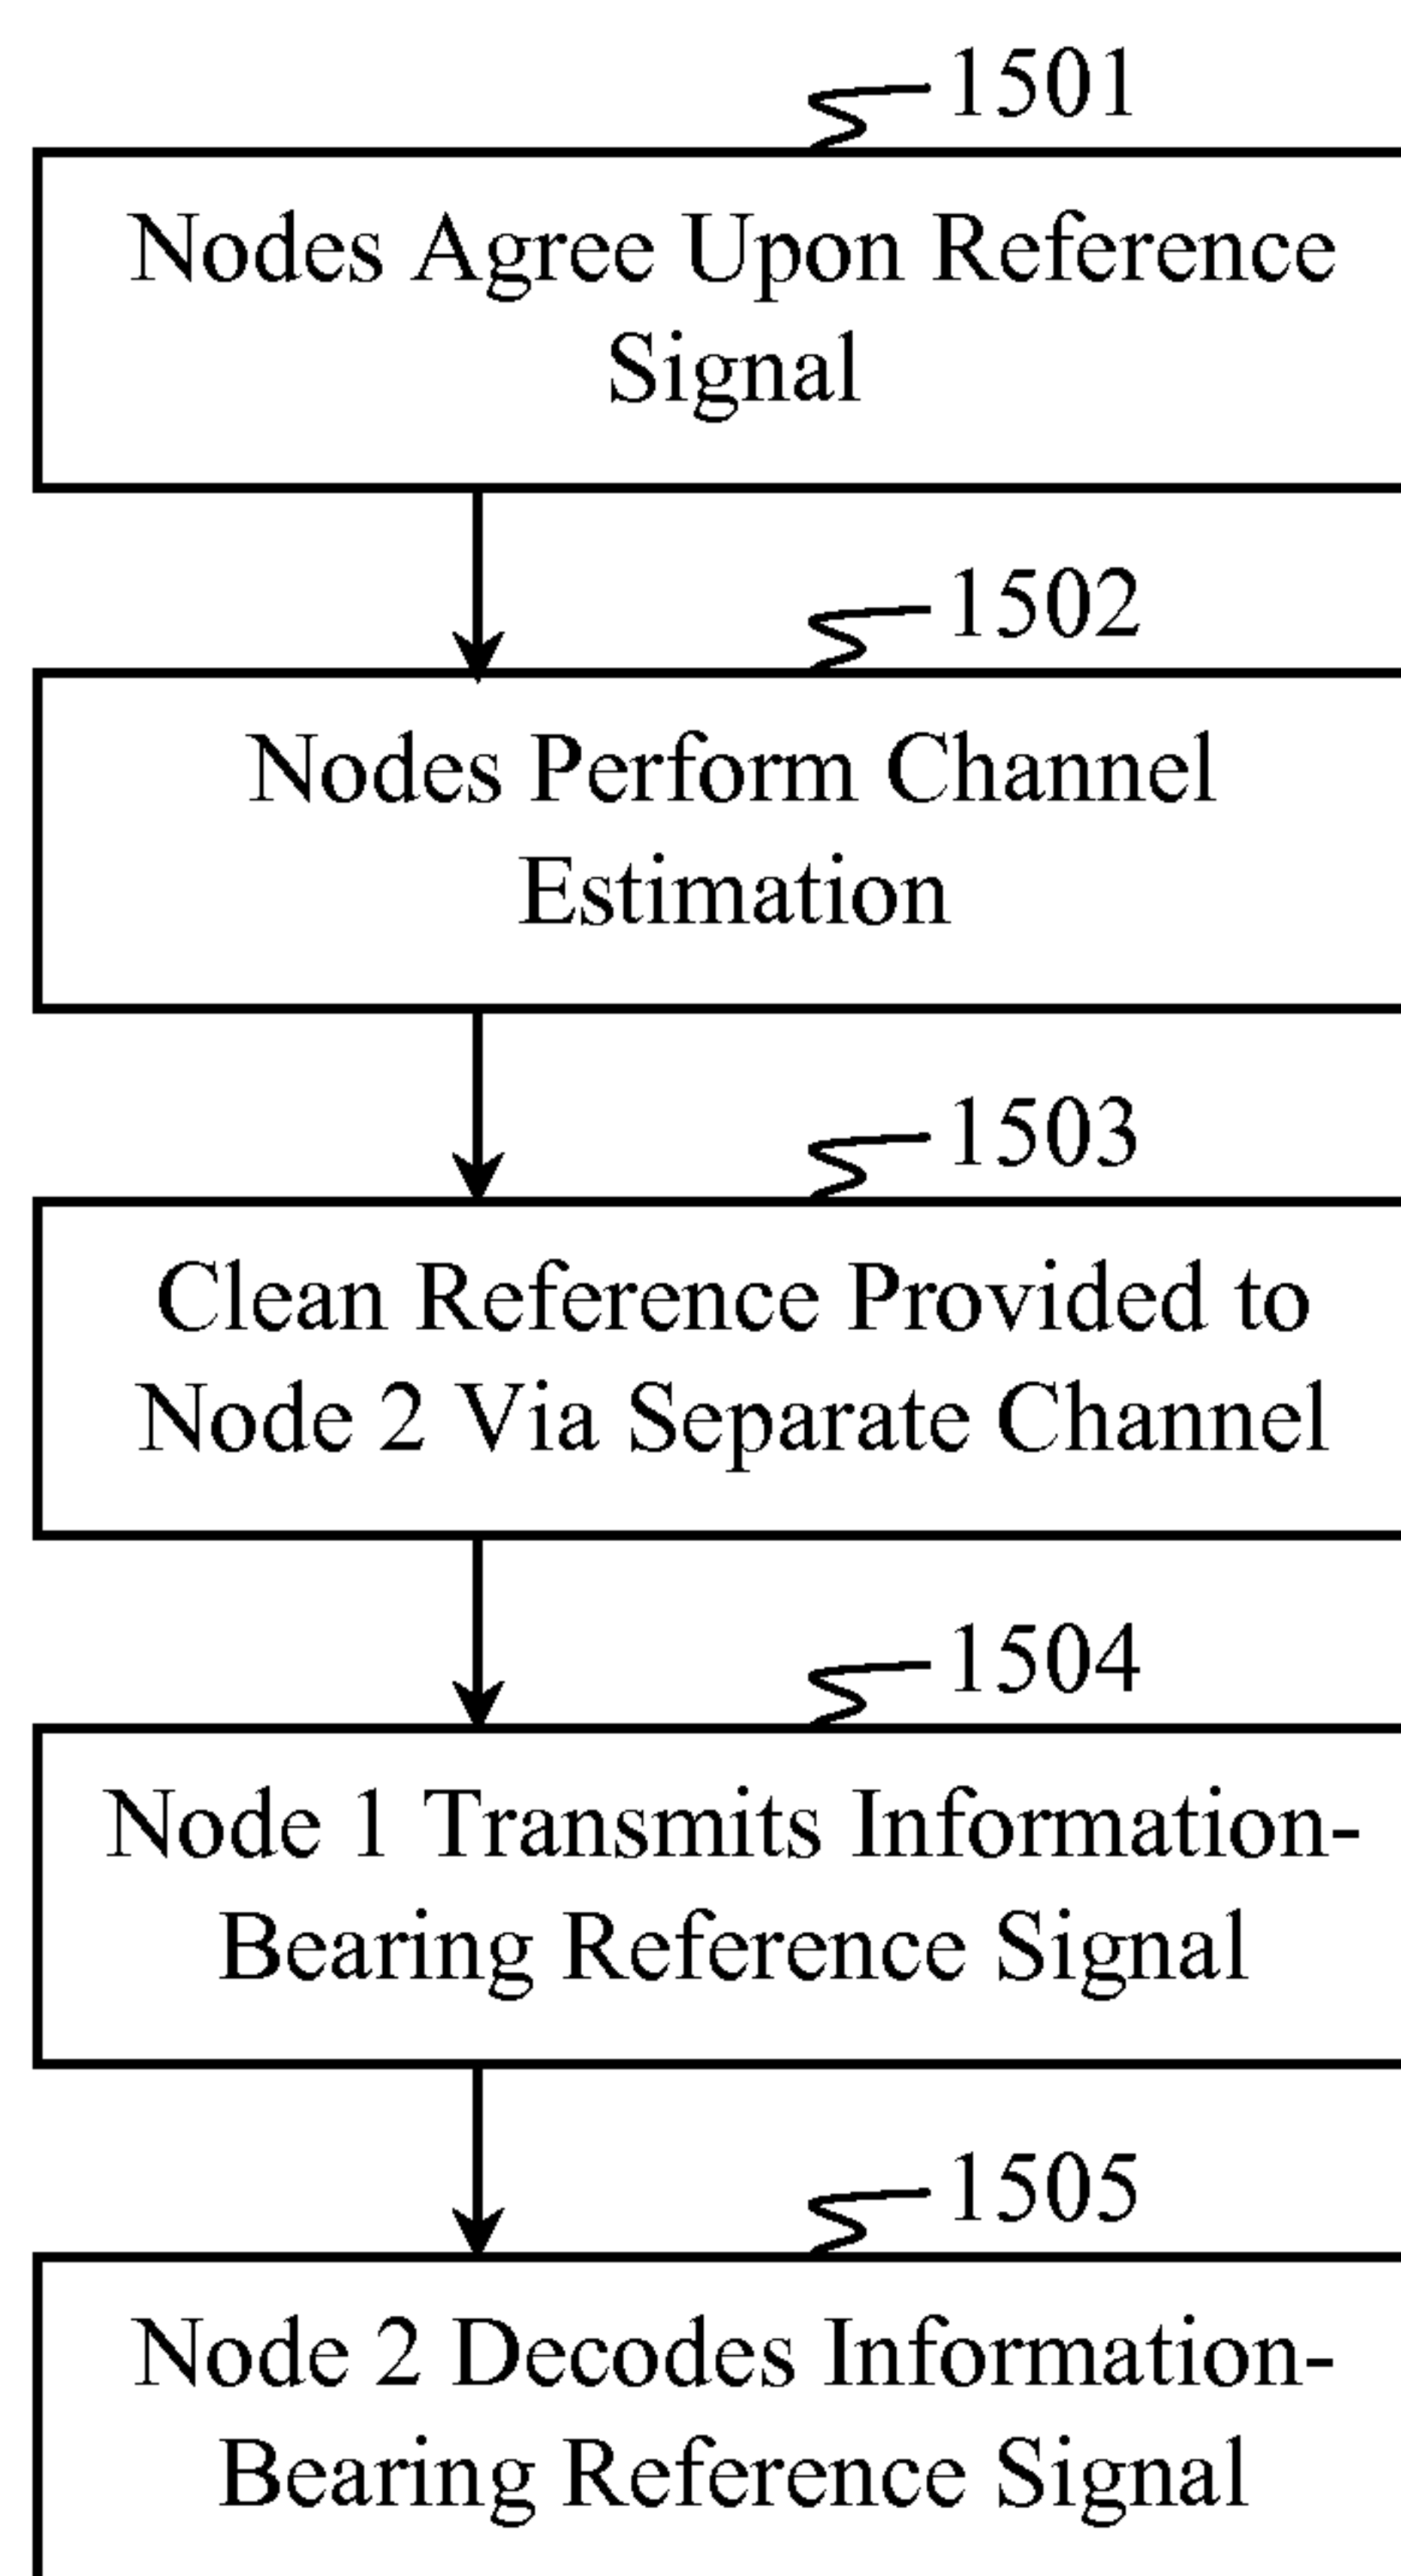 1501
Nodes Agree Upon Reference
Signal
1502
Nodes Perform Channel
Estimation
1503
Clean Reference Provided to
Node 2 Via Separate Channel
1504
Node 1 Transmits Information-
Bearing Reference Signal
1505
Node 2 Decodes Information-
Bearing Reference Signal